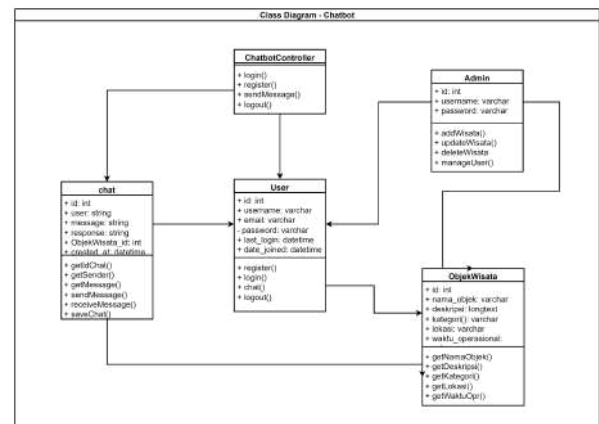 Class Diagram - Chatbot
ChatbotController
+ login()
+ register()
+ sendMessage()
+ logout()
Admin
+ id: int
+ username: varchar
+ password: varchar
+ addWisata()
+ updateWisata()
+ deleteWisata
+ manageUser()
chat
+ id: int
+ user: string
+ message: string
+ response: string
+ ObjekWisata_id: int
+ created_at: datetime
+ getIdChat()
+ getSender()
+ getMessage()
+ sendMessage()
+ receiveMessage()
+ saveChat()
User
+ id: int
+ username: varchar
+ email: varchar
- password: varchar
+ last_login: datetime
+ date_joined: datetime
+ register()
+ login()
+ chat()
+ logout()
ObjekWisata
+ id: int
+ nama_objek: varchar
+ deskripsi: longtext
+ kategori(): varchar
+ lokasi: varchar
+ waktu_operasional:
+ getNamaObjek()
+ getDeskripsi()
+ getKategori()
+ getLokasi()
+ getWaktuOpr()